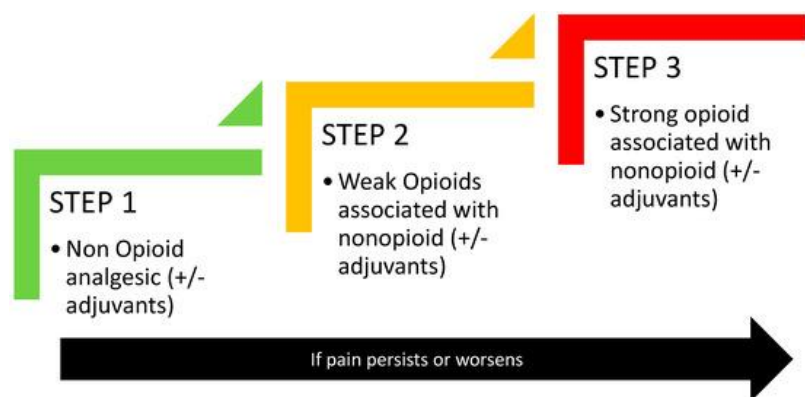 STEP 1
• Non Opioid
analgesic (+/-
adjuvants)
STEP 2
• Weak Opioids
associated with
nonopioid (+/-
adjuvants)
STEP 3
• Strong opioid
associated with
nonopioid (+/-
adjuvants)
If pain persists or worsens